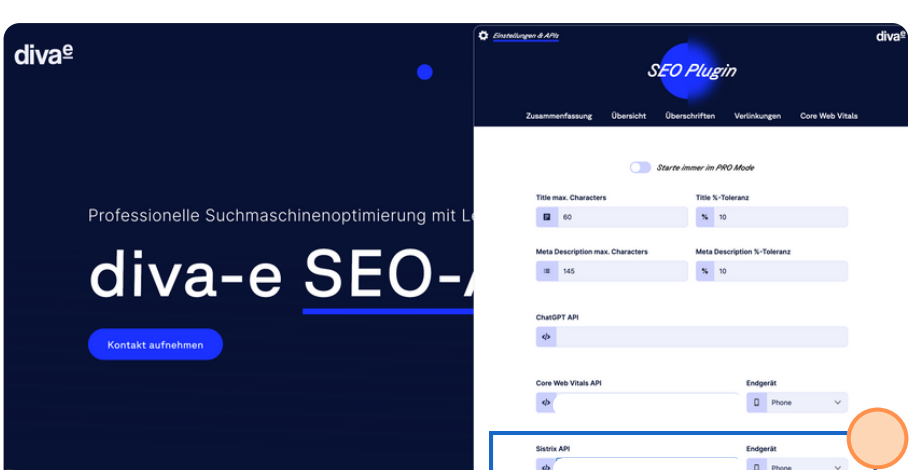 diva-e
Professionelle Suchmaschinenoptimierung mit
diva-e SEO-
Kontakt aufnehmen
Einstellungen & APIs
diva-e
SEO Plugin
Zusammenfassung Übersicht Überschriften Verlinkungen Core Web Vitals
Starte immer im PRO Mode
Title max. Characters Title %-Toleranz
60 % 10
Meta Description max. Characters Meta Description %-Toleranz
145 % 10
ChatGPT API
</>
Core Web Vitals API Endgerät
</> Phone
Sistrix API Endgerät
</> Phone